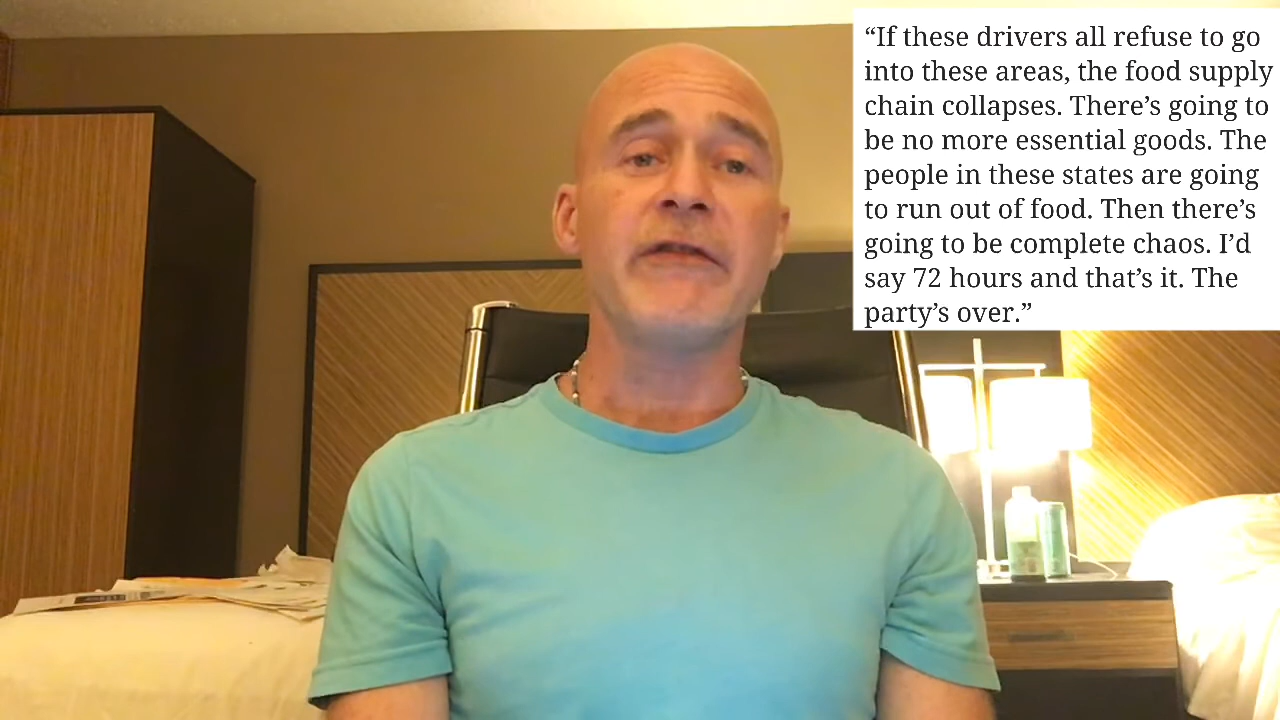 “If these drivers all refuse to go
into these areas, the food supply
chain collapses. There’s going to
be no more essential goods. The
people in these states are going
to run out of food. Then there’s
going to be complete chaos. I’d
say 72 hours and that’s it. The
party’s over.”